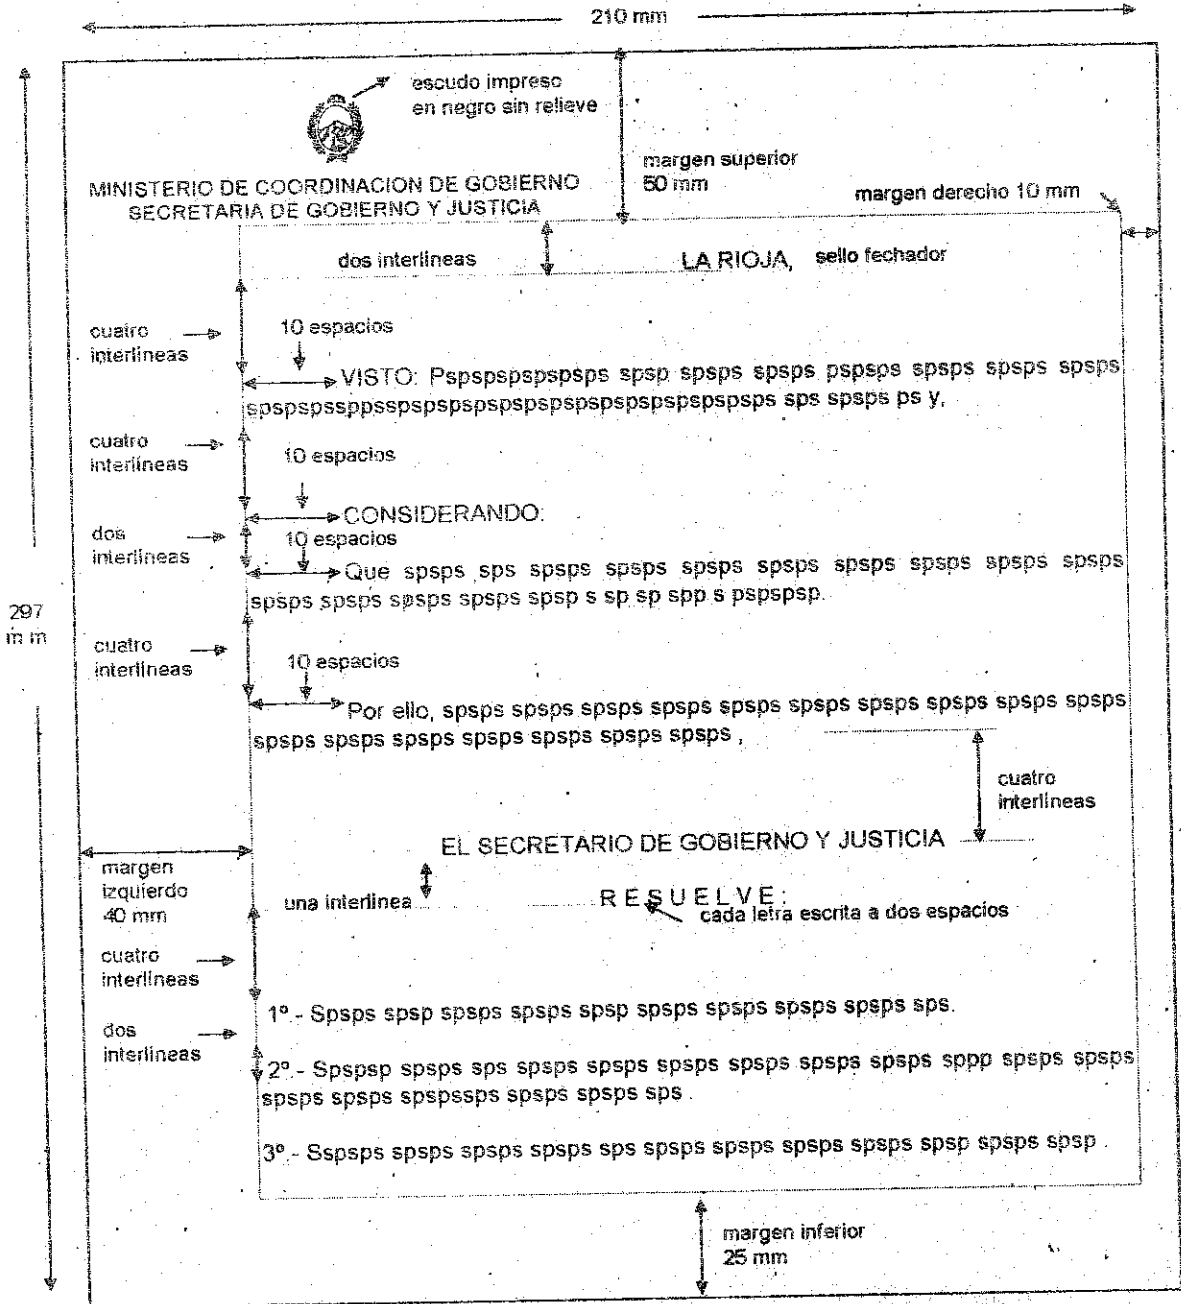 210 mm
escudo impreso
en negro sin relieve
margen superior
50 mm
MINISTERIO DE COORDINACION DE GOBIERNO
SECRETARIA DE GOBIERNO Y JUSTICIA
margen derecho 10 mm
dos interlineas
LA RIOJA, sello fechador
cuatro
interlineas
10 espacios
VISTO: Pspspspspspsps spsp spsps spsps pspsps spsps spsps spsps
sps spsps ps y,
cuatro
interlíneas
10 espacios
CONSIDERANDO:
dos
interlineas
10 espacios
Que spsps sps spsps spsps spsps spsps spsps spsps spsps spsps
spsps spsps spsps spsps spsp s sp sp spp s pspspsp.
297
m m
cuatro
interlineas
10 espacios
Por ello, spsps spsps spsps spsps spsps spsps spsps spsps spsps spsps
spsps spsps spsps spsps spsps spsps spsps ,
cuatro
interlineas
EL SECRETARIO DE GOBIERNO Y JUSTICIA
margen
izquierdo
40 mm
una interlinea
R E S U E L V E :
cada letra escrita a dos espacios
cuatro
interlineas
1º.- Spsps spsp spsps spsps spsp spsps spsps spsps spsps sps.
dos
interlineas
2º.- Spspsp spsps sps spsps spsps spsps spsps spsps spsps sppp spsps spsps
spsps spsps spspssps spsps spsps sps .
3º.- Sspsps spsps spsps spsps sps spsps spsps spsps spsps spsp spsps spsp .
margen inferior
25 mm